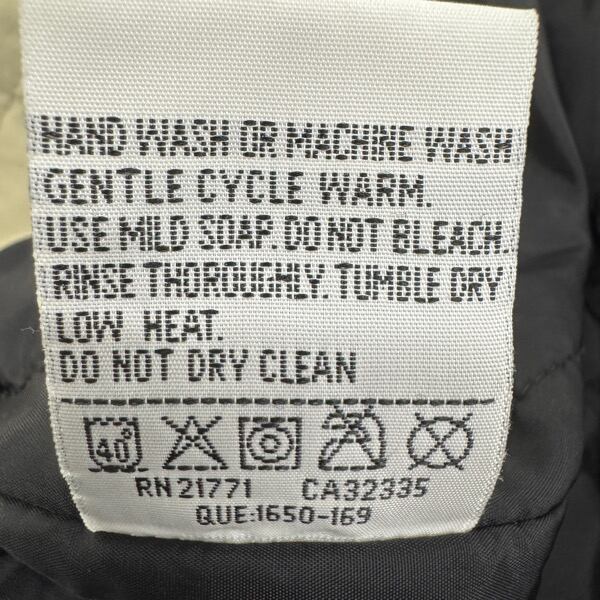 HAND WASH OR MACHINE WASH
GENTLE CYCLE WARM.
USE MILD SOAP. DO NOT BLEACH.
RINSE THOROUGHLY. TUMBLE DRY
LOW HEAT.
DO NOT DRY CLEAN
40°
RN 21771 CA32335
QUE:1650-169